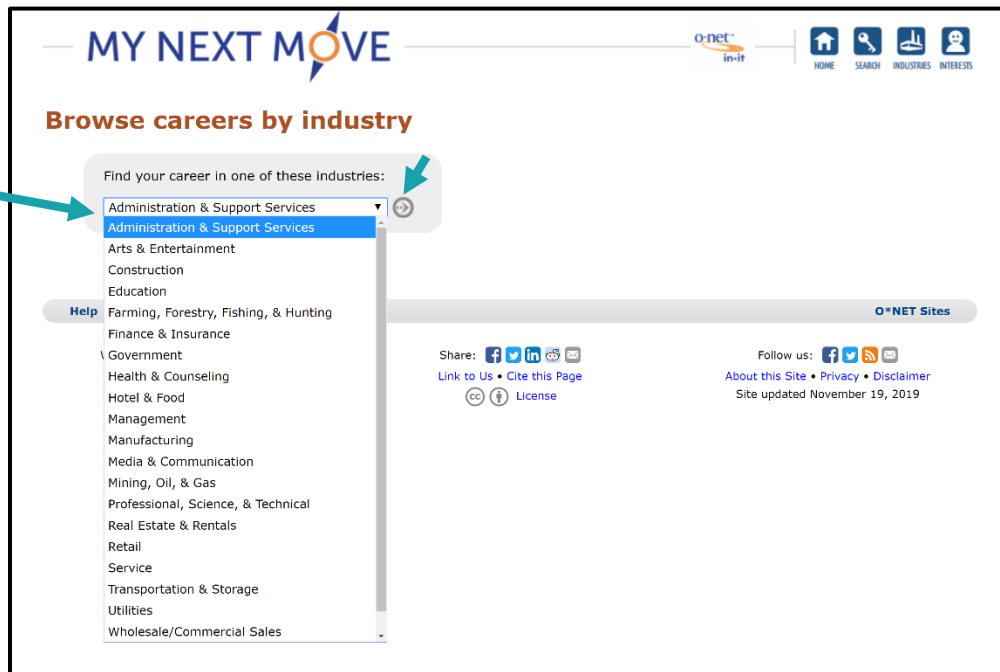 MY NEXT MOVE
o·net™
in-it
HOME SEARCH INDUSTRIES INTERESTS
Browse careers by industry
Find your career in one of these industries:
Administration & Support Services
Administration & Support Services
Arts & Entertainment
Construction
Education
Farming, Forestry, Fishing, & Hunting
Finance & Insurance
Government
Health & Counseling
Hotel & Food
Management
Manufacturing
Media & Communication
Mining, Oil, & Gas
Professional, Science, & Technical
Real Estate & Rentals
Retail
Service
Transportation & Storage
Utilities
Wholesale/Commercial Sales
Help
O*NET Sites
Share:
Link to Us • Cite this Page
License
Follow us:
About this Site • Privacy • Disclaimer
Site updated November 19, 2019